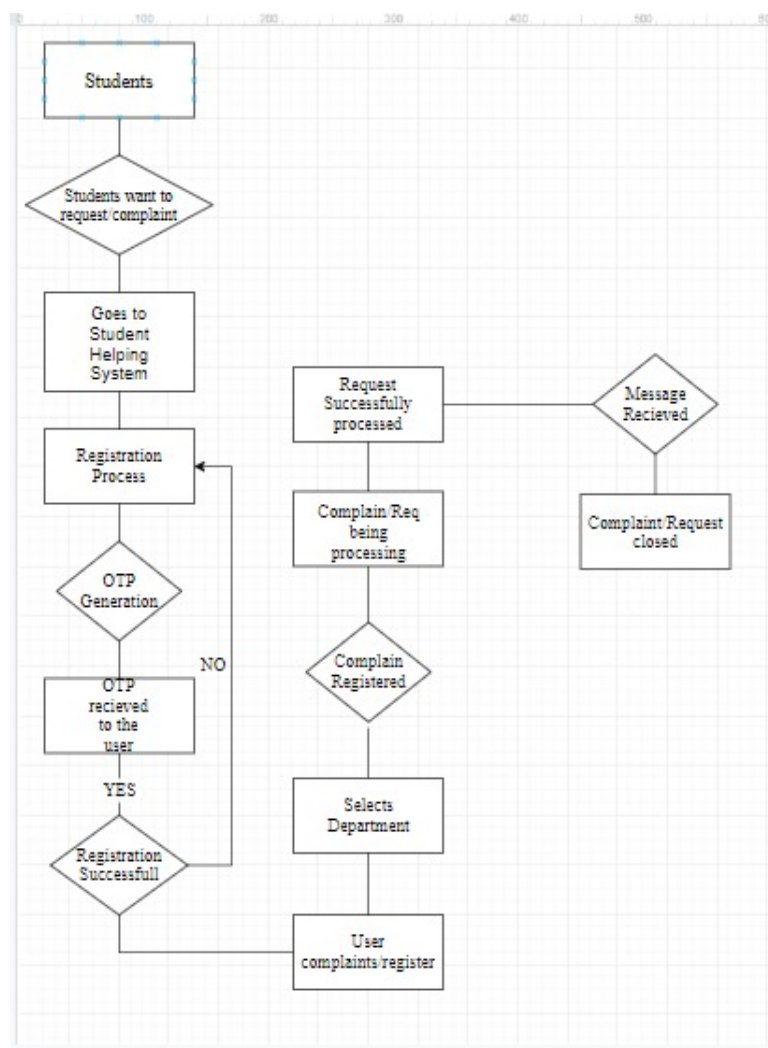 0
100
200
300
400
500
Students
Students want to
request/complaint
Goes to
Student
Helping
System
Registration
Process
OTP
Generation
NO
OTP
recieved
to the
user
YES
Registration
Successfull
User
complaints/register
Selects
Department
Complain
Registered
Complain/Req
being
processing
Request
Successfully
processed
Message
Recieved
Complaint/Request
closed